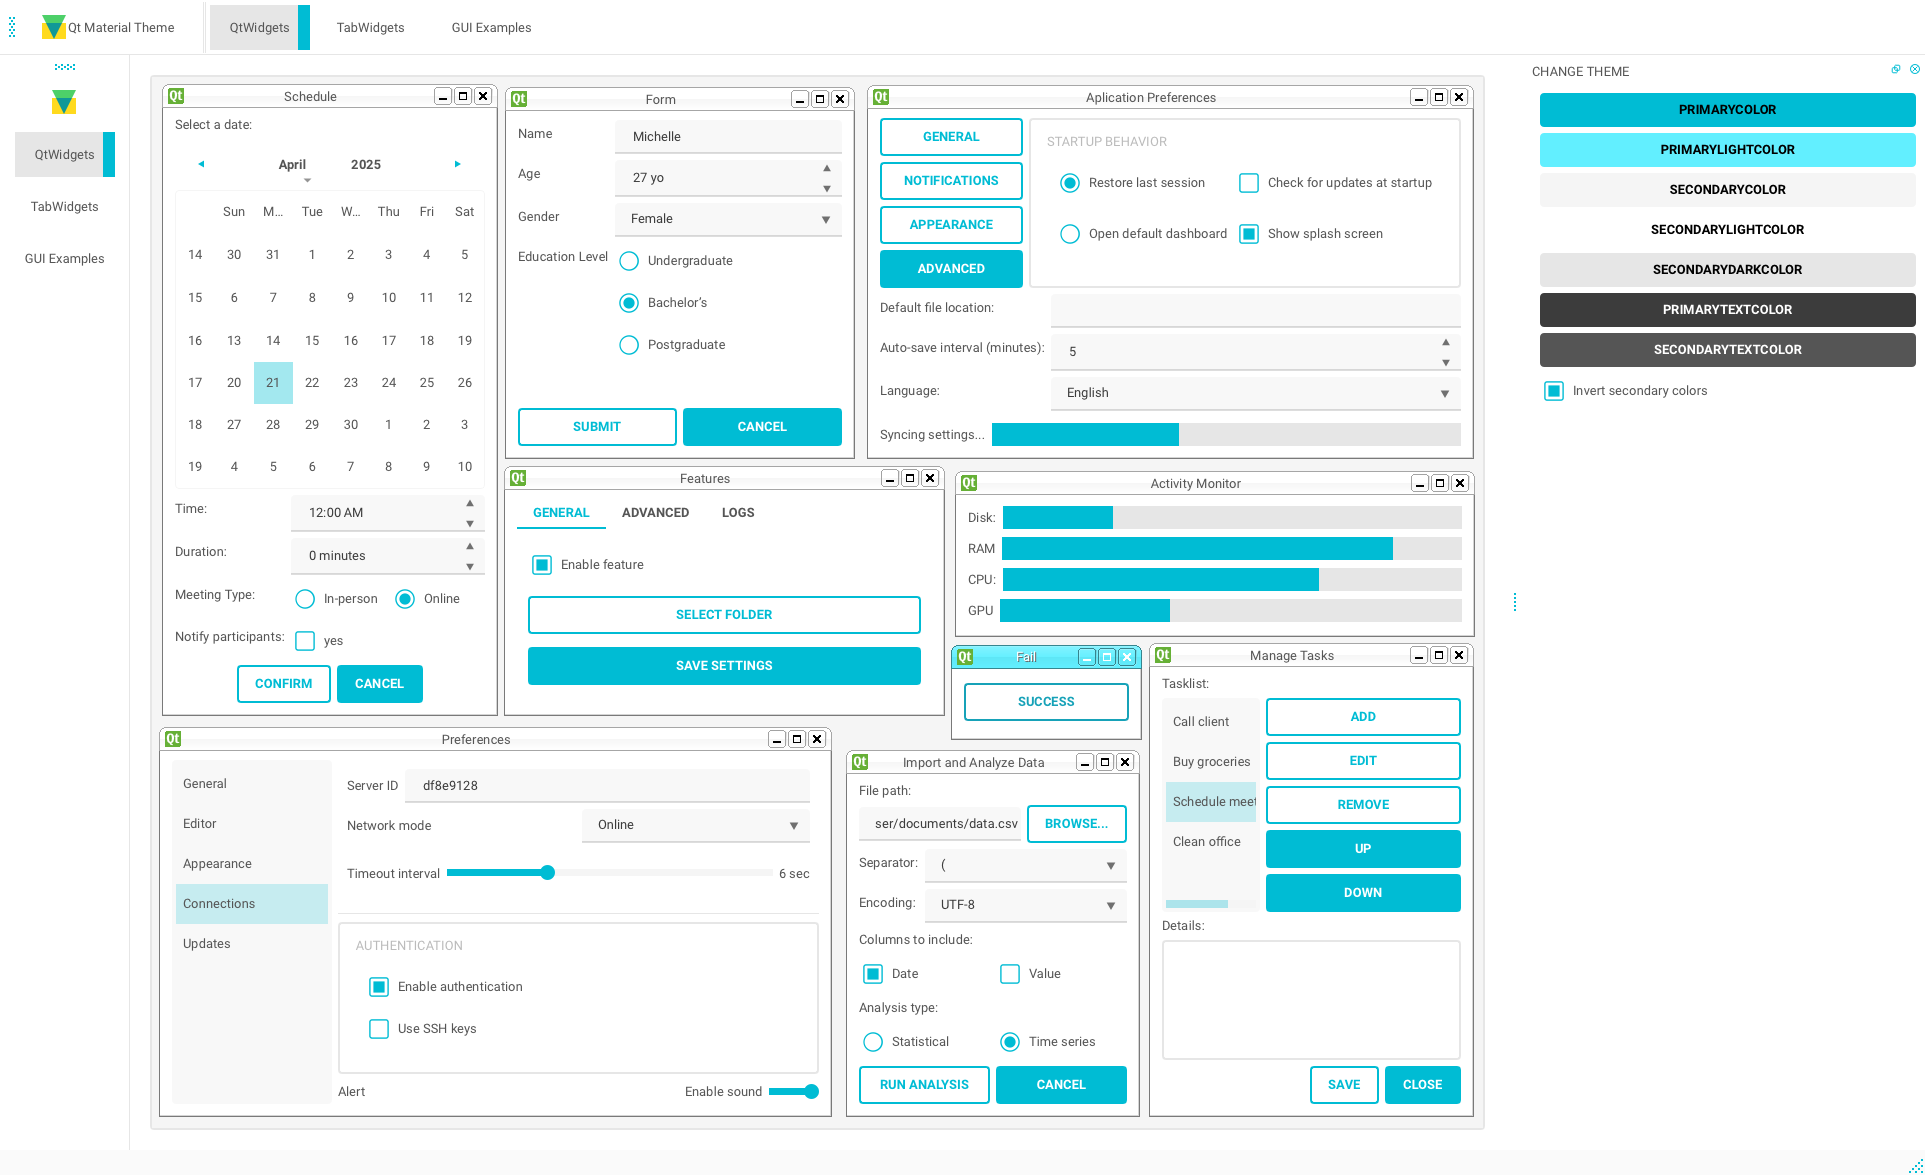 Qt Material Theme
QtWidgets
TabWidgets
GUI Examples
QtWidgets
TabWidgets
GUI Examples
Qt Schedule
Select a date:
April 2025
Sun M... Tue W... Thu Fri Sat
14 30 31 1 2 3 4 5
15 6 7 8 9 10 11 12
16 13 14 15 16 17 18 19
17 20 21 22 23 24 25 26
18 27 28 29 30 1 2 3
19 4 5 6 7 8 9 10
Time: 12:00 AM
Duration: 0 minutes
Meeting Type: In-person Online
Notify participants: yes
CONFIRM CANCEL
Qt Form
Name Michelle
Age 27 yo
Gender Female
Education Level Undergraduate
Bachelor's
Postgraduate
SUBMIT CANCEL
Qt Aplication Preferences
GENERAL
NOTIFICATIONS
APPEARANCE
ADVANCED
STARTUP BEHAVIOR
Restore last session Check for updates at startup
Open default dashboard Show splash screen
Default file location:
Auto-save interval (minutes): 5
Language: English
Syncing settings...
Qt Features
GENERAL ADVANCED LOGS
Enable feature
SELECT FOLDER
SAVE SETTINGS
Qt Activity Monitor
Disk:
RAM
CPU:
GPU
Qt Fail
SUCCESS
Qt Manage Tasks
Tasklist:
Call client
Buy groceries
Schedule meet
Clean office
ADD
EDIT
REMOVE
UP
DOWN
Details:
SAVE CLOSE
Qt Preferences
General
Editor
Appearance
Connections
Updates
Server ID df8e9128
Network mode Online
Timeout interval 6 sec
AUTHENTICATION
Enable authentication
Use SSH keys
Alert Enable sound
Qt Import and Analyze Data
File path:
ser/documents/data.csv BROWSE...
Separator: (
Encoding: UTF-8
Columns to include:
Date Value
Analysis type:
Statistical Time series
RUN ANALYSIS CANCEL
CHANGE THEME
PRIMARYCOLOR
PRIMARYLIGHTCOLOR
SECONDARYCOLOR
SECONDARYLIGHTCOLOR
SECONDARYDARKCOLOR
PRIMARYTEXTCOLOR
SECONDARYTEXTCOLOR
Invert secondary colors